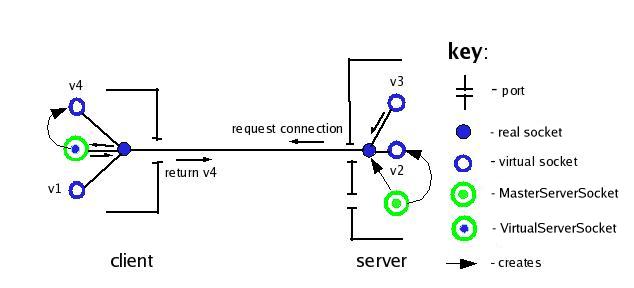 key:
v4
v3
- port
request connection
- real socket
- virtual socket
return v4
v2
v1
- MasterServerSocket
- VirtualServerSocket
client
server
- creates